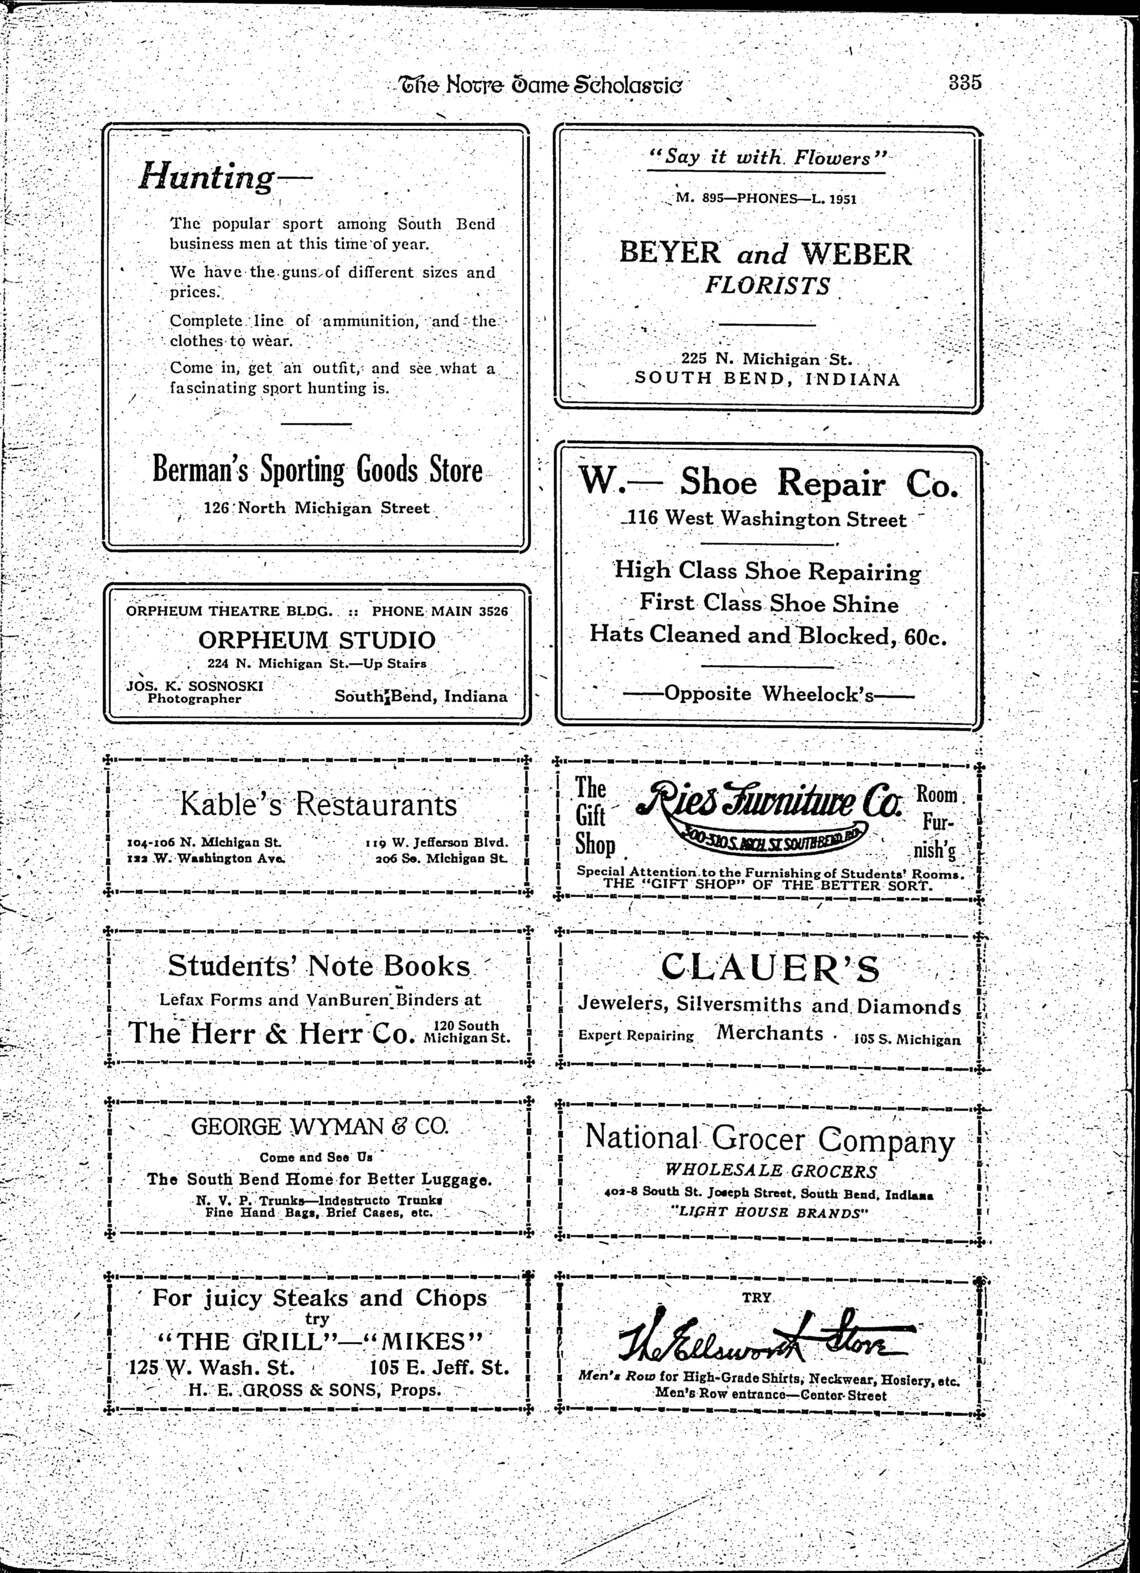 The Notre Dame Scholastic
335
Hunting—
The popular sport among South Bend
business men at this time of year.
We have the guns of different sizes and
prices.
Complete line of ammunition, and the
clothes to wear.
Come in, get an outfit, and see what a
fascinating sport hunting is.
Berman's Sporting Goods Store
126 North Michigan Street
"Say it with Flowers"
M. 895—PHONES—L. 1951
BEYER and WEBER
FLORISTS
225 N. Michigan St.
SOUTH BEND, INDIANA
W.— Shoe Repair Co.
116 West Washington Street
High Class Shoe Repairing
First Class Shoe Shine
Hats Cleaned and Blocked, 60c.
—Opposite Wheelock's—
ORPHEUM THEATRE BLDG. :: PHONE MAIN 3526
ORPHEUM STUDIO
224 N. Michigan St.—Up Stairs
JOS. K. SOSNOSKI
Photographer
South Bend, Indiana
Kable's Restaurants
104-106 N. Michigan St. 119 W. Jefferson Blvd.
122 W. Washington Ave. 206 So. Michigan St.
The
Gift
Shop
Ries Furniture Co.
300-310 S. MICH. ST. SOUTH BEND, IND.
Room
Fur-
nish'g
Special Attention to the Furnishing of Students' Rooms.
THE "GIFT SHOP" OF THE BETTER SORT.
Students' Note Books
Lefax Forms and VanBuren Binders at
The Herr & Herr Co. 120 South
Michigan St.
CLAUER'S
Jewelers, Silversmiths and Diamonds
Expert Repairing Merchants 105 S. Michigan
GEORGE WYMAN & CO.
Come and See Us
The South Bend Home for Better Luggage.
N. V. P. Trunks—Indestructo Trunks
Fine Hand Bags, Brief Cases, etc.
National Grocer Company
WHOLESALE GROCERS
402-8 South St. Joseph Street, South Bend, Indiana
"LIGHT HOUSE BRANDS"
For juicy Steaks and Chops
try
"THE GRILL"—"MIKES"
125 W. Wash. St. 105 E. Jeff. St.
H. E. GROSS & SONS, Props.
TRY
The Ellsworth Store
Men's Row for High-Grade Shirts, Neckwear, Hosiery, etc.
Men's Row entrance—Center Street